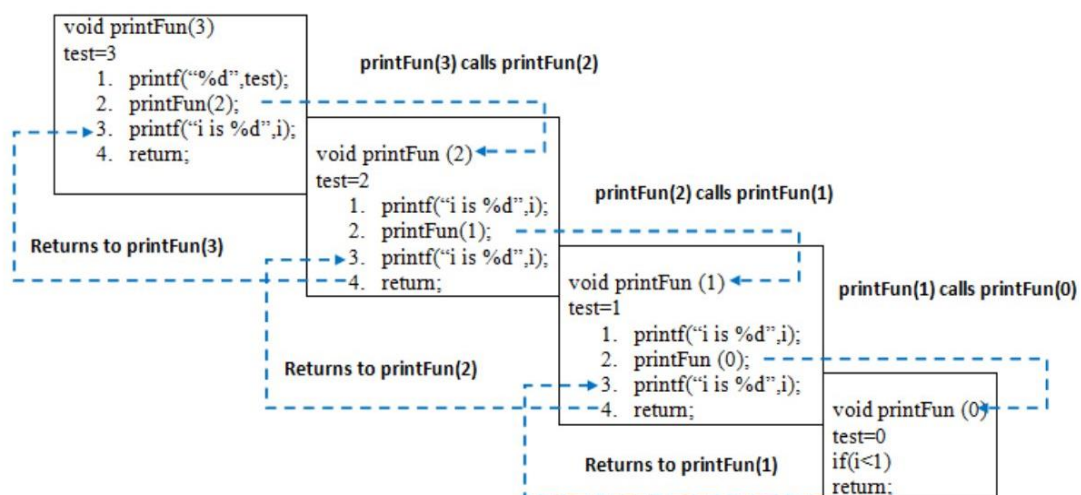 void printFun(3)
test=3
1. printf("%d",test);
2. printFun(2);
3. printf("i is %d",i);
4. return;
printFun(3) calls printFun(2)
Returns to printFun(3)
void printFun (2)
test=2
1. printf("i is %d",i);
2. printFun(1);
3. printf("i is %d",i);
4. return;
printFun(2) calls printFun(1)
Returns to printFun(2)
void printFun (1)
test=1
1. printf("i is %d",i);
2. printFun (0);
3. printf("i is %d",i);
4. return;
printFun(1) calls printFun(0)
Returns to printFun(1)
void printFun (0)
test=0
if(i<1)
return;